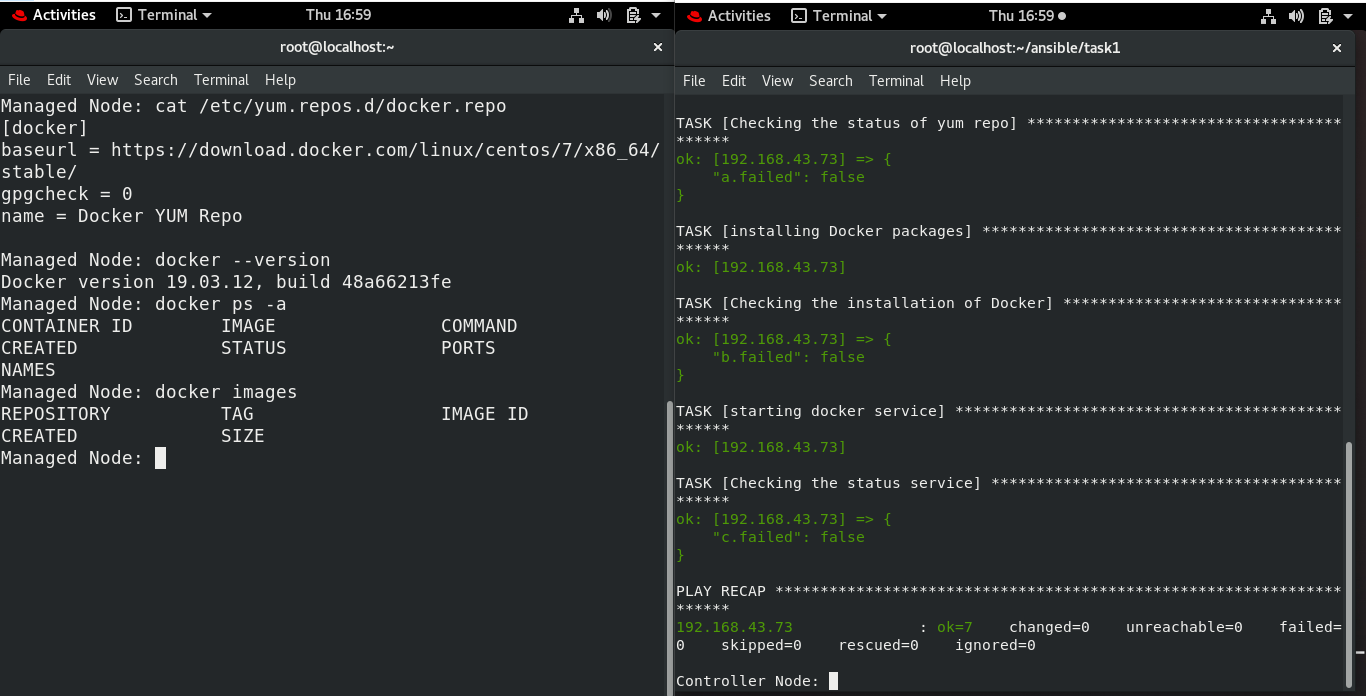 Activities Terminal Thu 16:59
root@localhost:~ ×
File Edit View Search Terminal Help
Managed Node: cat /etc/yum.repos.d/docker.repo
[docker]
baseurl = https://download.docker.com/linux/centos/7/x86_64/
stable/
gpgcheck = 0
name = Docker YUM Repo
Managed Node: docker --version
Docker version 19.03.12, build 48a66213fe
Managed Node: docker ps -a
CONTAINER ID IMAGE COMMAND
CREATED STATUS PORTS
NAMES
Managed Node: docker images
REPOSITORY TAG IMAGE ID
CREATED SIZE
Managed Node:
Activities Terminal Thu 16:59
root@localhost:~/ansible/task1 ×
File Edit View Search Terminal Help
TASK [Checking the status of yum repo] ***********************************
******
ok: [192.168.43.73] => {
"a.failed": false
}
TASK [installing Docker packages] ****************************************
******
ok: [192.168.43.73]
TASK [Checking the installation of Docker] *******************************
******
ok: [192.168.43.73] => {
"b.failed": false
}
TASK [starting docker service] *******************************************
******
ok: [192.168.43.73]
TASK [Checking the status service] ***************************************
******
ok: [192.168.43.73] => {
"c.failed": false
}
PLAY RECAP ***************************************************************
******
192.168.43.73 : ok=7 changed=0 unreachable=0 failed=
0 skipped=0 rescued=0 ignored=0
Controller Node: